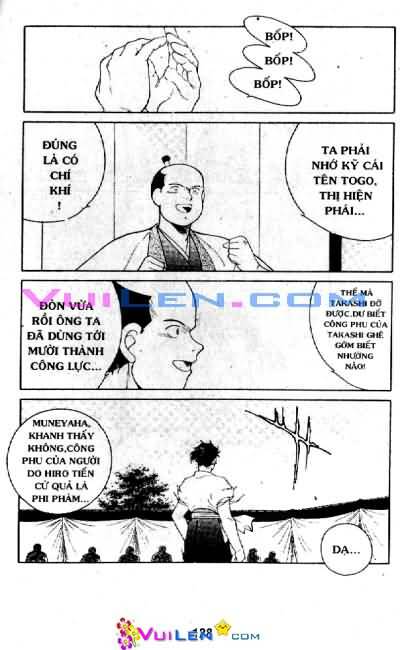 BỐP!
BỐP!
BỐP!
ĐÚNG
LÀ CÓ
CHÍ
KHÍ
!
TA PHẢI
NHỚ KỸ CÁI
TÊN TOGO,
THỊ HIỆN
PHÁI...
VuiLen.com
ĐÒN VỪA
RỒI ÔNG TA
ĐÃ DÙNG TỚI
MƯỜI THÀNH
CÔNG LỰC...
THẾ MÀ
TAKASHI ĐỠ
ĐƯỢC.DƯ BIẾT
CÔNG PHU CỦA
TAKASHI GHÊ
GỚM BIẾT
NHƯỜNG
NÀO!
MUNEYAHA,
KHANH THẤY
KHÔNG,CÔNG
PHU CỦA NGƯỜI
DO HIRO TIẾN
CỬ QUẢ LÀ
PHI PHÀM...
DẠ...
128
VuiLen.com